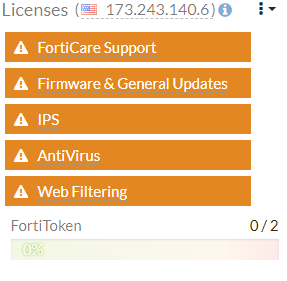 Licenses (173.243.140.6)
FortiCare Support
Firmware & General Updates
IPS
AntiVirus
Web Filtering
FortiToken 0 / 2
0%